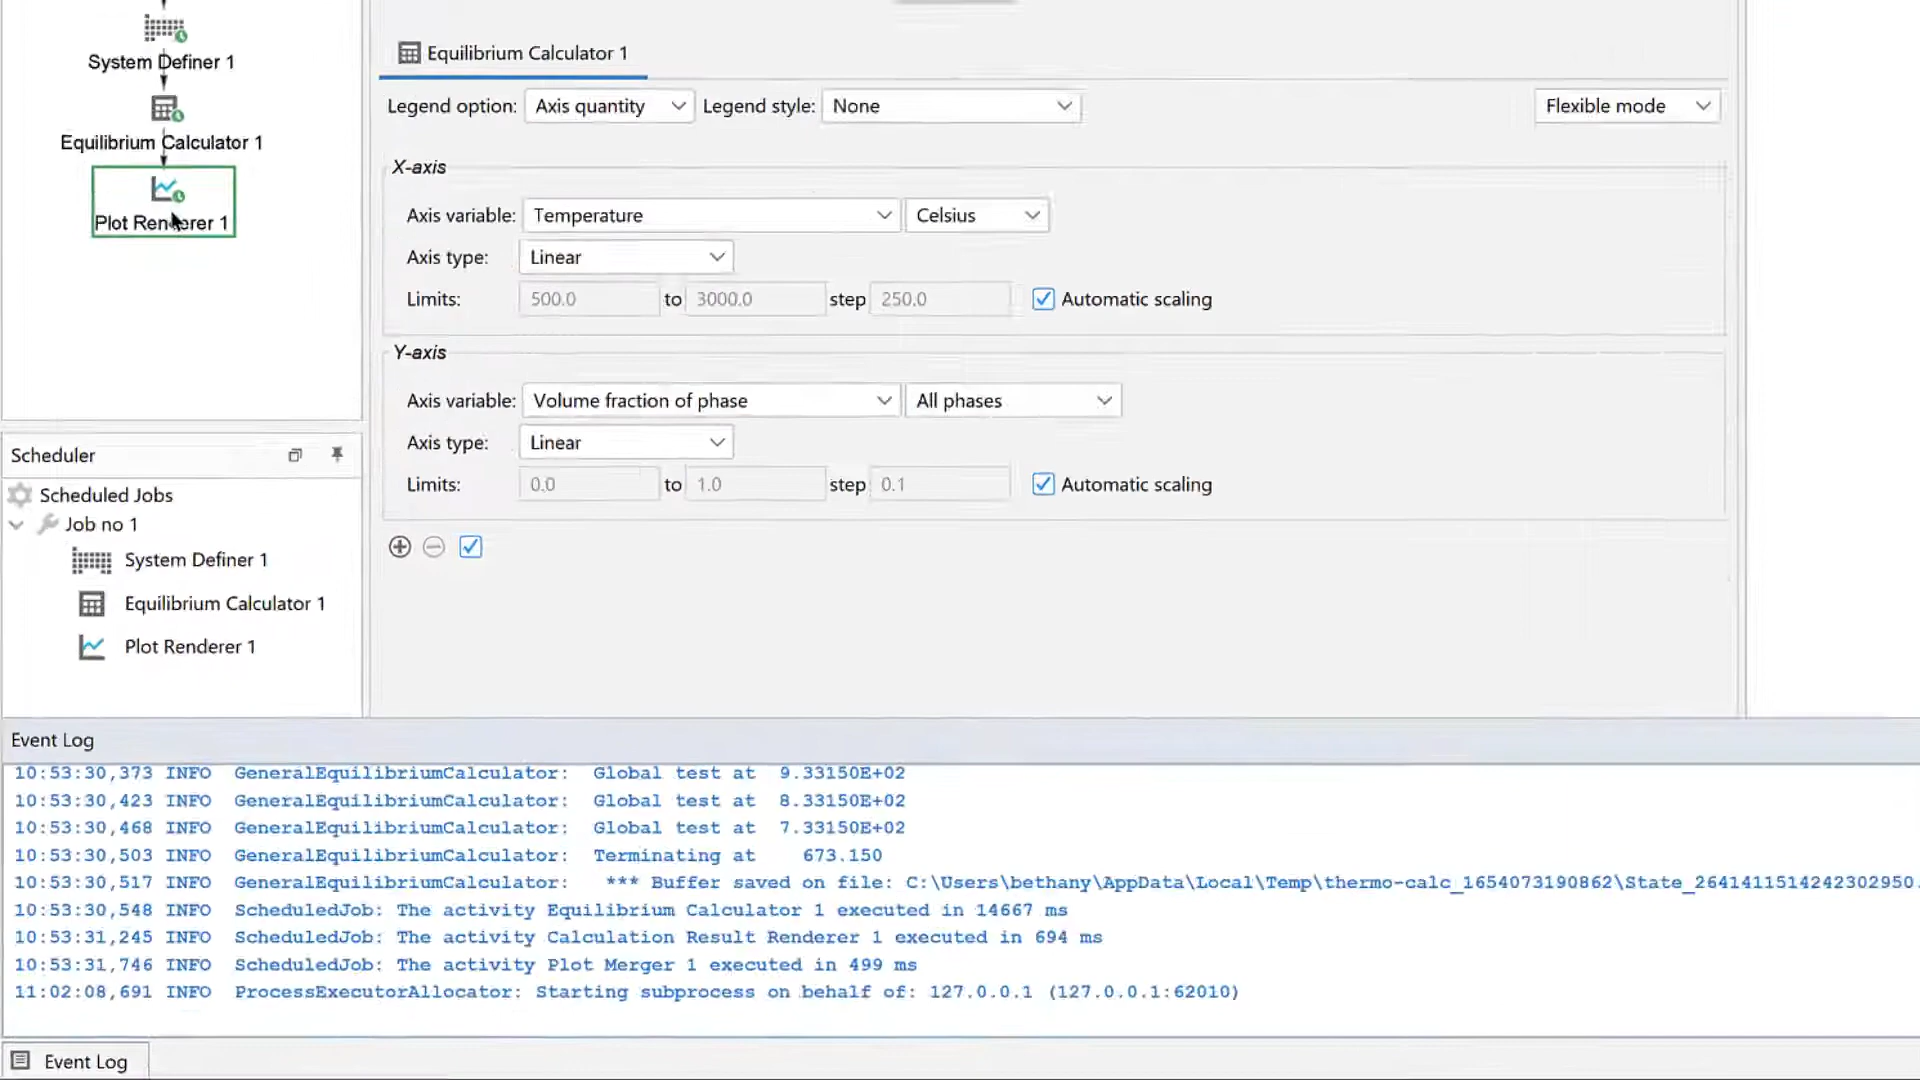 System Definer 1
Equilibrium Calculator 1
Plot Renderer 1
Equilibrium Calculator 1
Legend option: Axis quantity Legend style: None Flexible mode
X-axis
Axis variable: Temperature Celsius
Axis type: Linear
Limits: 500.0 to 3000.0 step 250.0 Automatic scaling
Y-axis
Axis variable: Volume fraction of phase All phases
Axis type: Linear
Limits: 0.0 to 1.0 step 0.1 Automatic scaling
Scheduler
Scheduled Jobs
Job no 1
System Definer 1
Equilibrium Calculator 1
Plot Renderer 1
Event Log
10:53:30,373 INFO GeneralEquilibriumCalculator: Global test at 9.33150E+02
10:53:30,423 INFO GeneralEquilibriumCalculator: Global test at 8.33150E+02
10:53:30,468 INFO GeneralEquilibriumCalculator: Global test at 7.33150E+02
10:53:30,503 INFO GeneralEquilibriumCalculator: Terminating at 673.150
10:53:30,517 INFO GeneralEquilibriumCalculator: *** Buffer saved on file: C:\Users\bethany\AppData\Local\Temp\thermo-calc_1654073190862\State_2641411514242302950.
10:53:30,548 INFO ScheduledJob: The activity Equilibrium Calculator 1 executed in 14667 ms
10:53:31,245 INFO ScheduledJob: The activity Calculation Result Renderer 1 executed in 694 ms
10:53:31,746 INFO ScheduledJob: The activity Plot Merger 1 executed in 499 ms
11:02:08,691 INFO ProcessExecutorAllocator: Starting subprocess on behalf of: 127.0.0.1 (127.0.0.1:62010)
Event Log